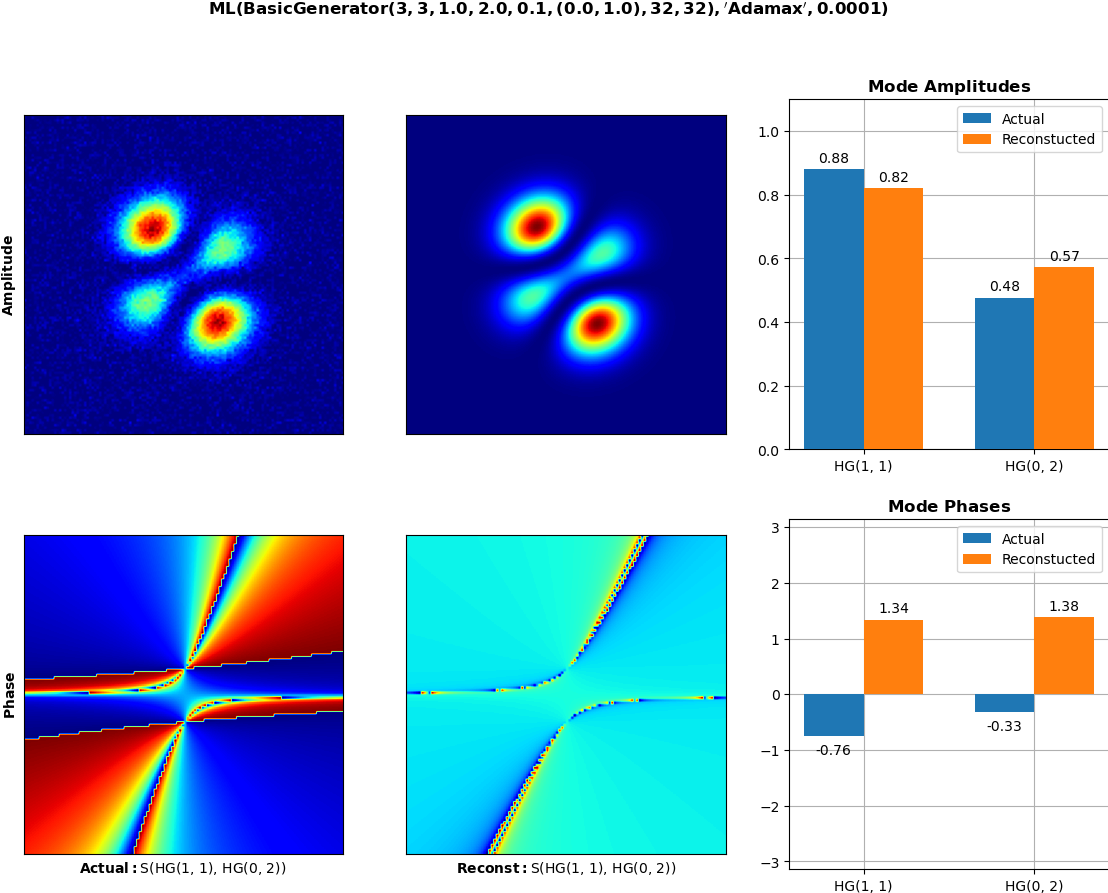 ML(BasicGenerator(3, 3, 1.0, 2.0, 0.1, (0.0, 1.0), 32, 32), 'Adamax', 0.0001)
Amplitude
Mode Amplitudes
Actual
Reconstucted
1.0
0.8
0.6
0.4
0.2
0.0
0.88
0.82
0.48
0.57
HG(1, 1)
HG(0, 2)
Phase
Actual: S(HG(1, 1), HG(0, 2))
Reconst: S(HG(1, 1), HG(0, 2))
Mode Phases
Actual
Reconstucted
3
2
1
0
−1
−2
−3
-0.76
1.34
-0.33
1.38
HG(1, 1)
HG(0, 2)